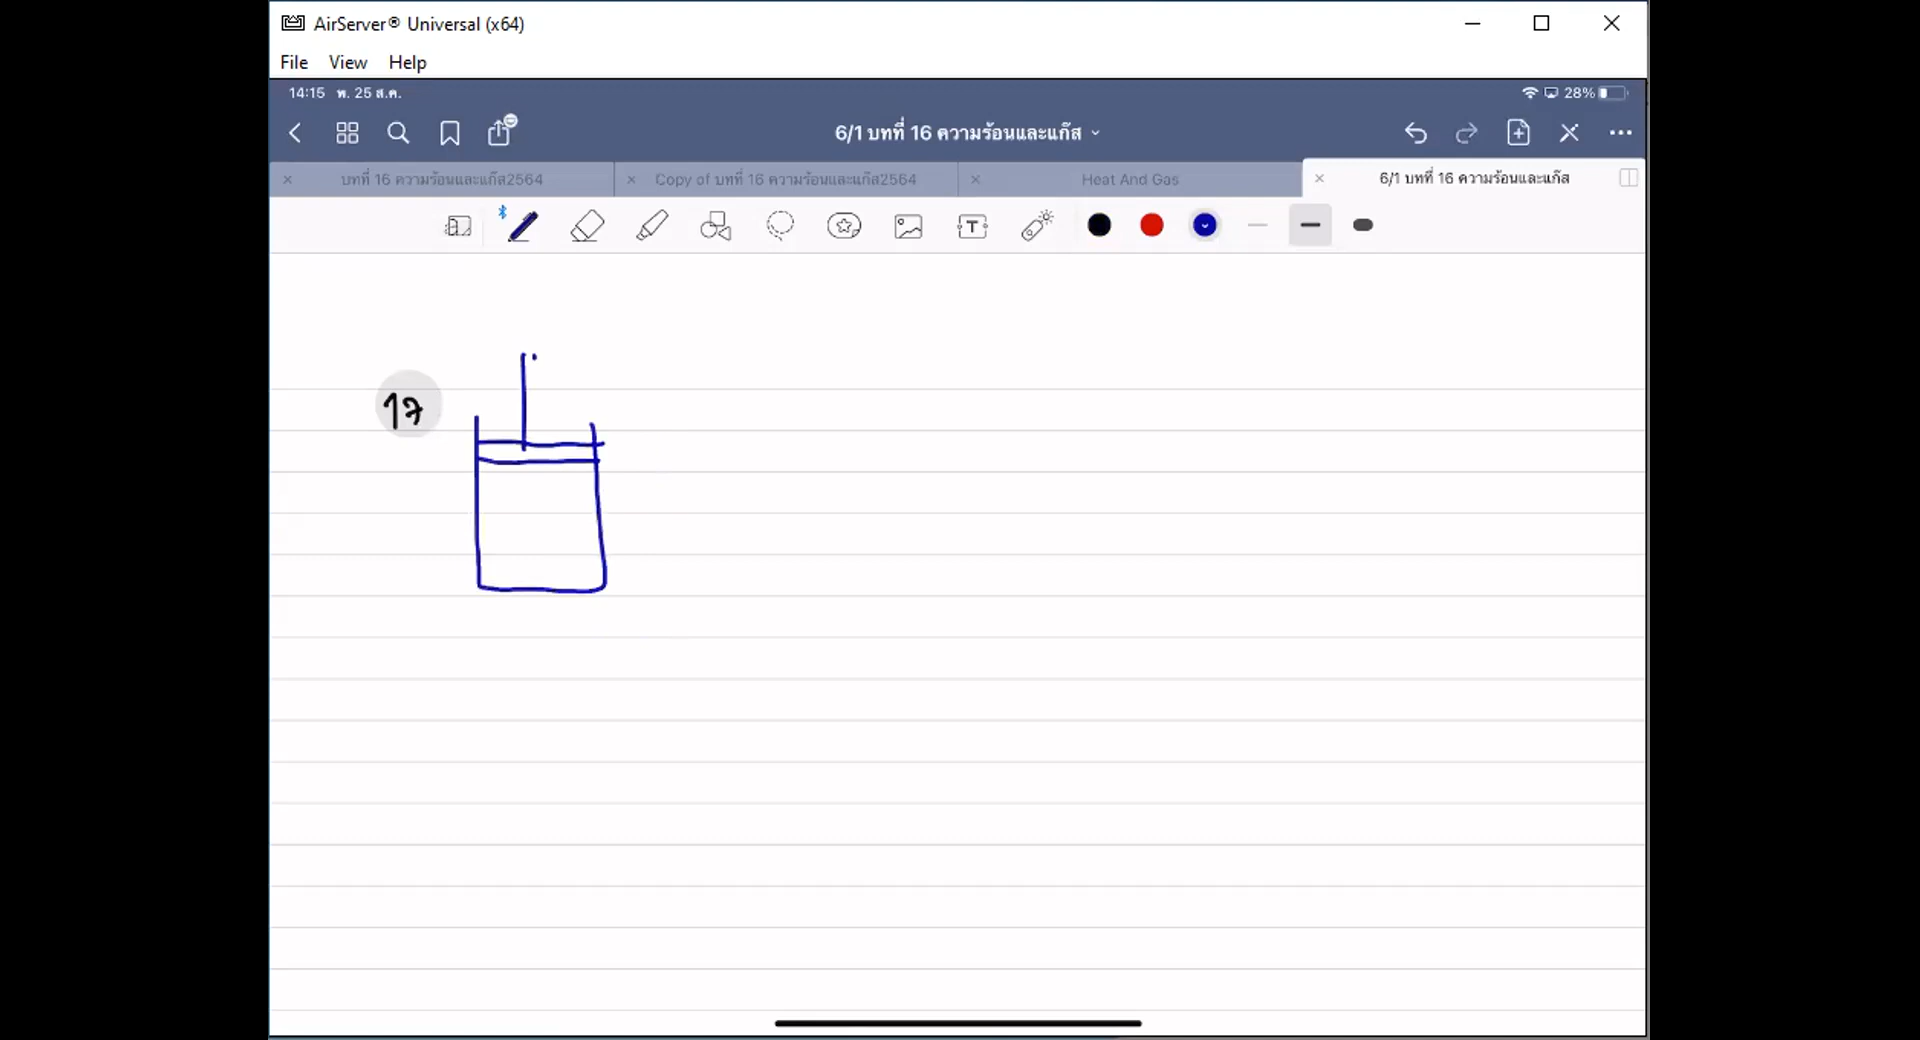 AirServer® Universal (x64)
File View Help
14:15 พ. 25 ส.ค. 28%
6/1 บทที่ 16 ความร้อนและแก๊ส
บทที่ 16 ความร้อนและแก๊ส2564 Copy of บทที่ 16 ความร้อนและแก๊ส2564 Heat And Gas 6/1 บทที่ 16 ความร้อนและแก๊ส
T
17